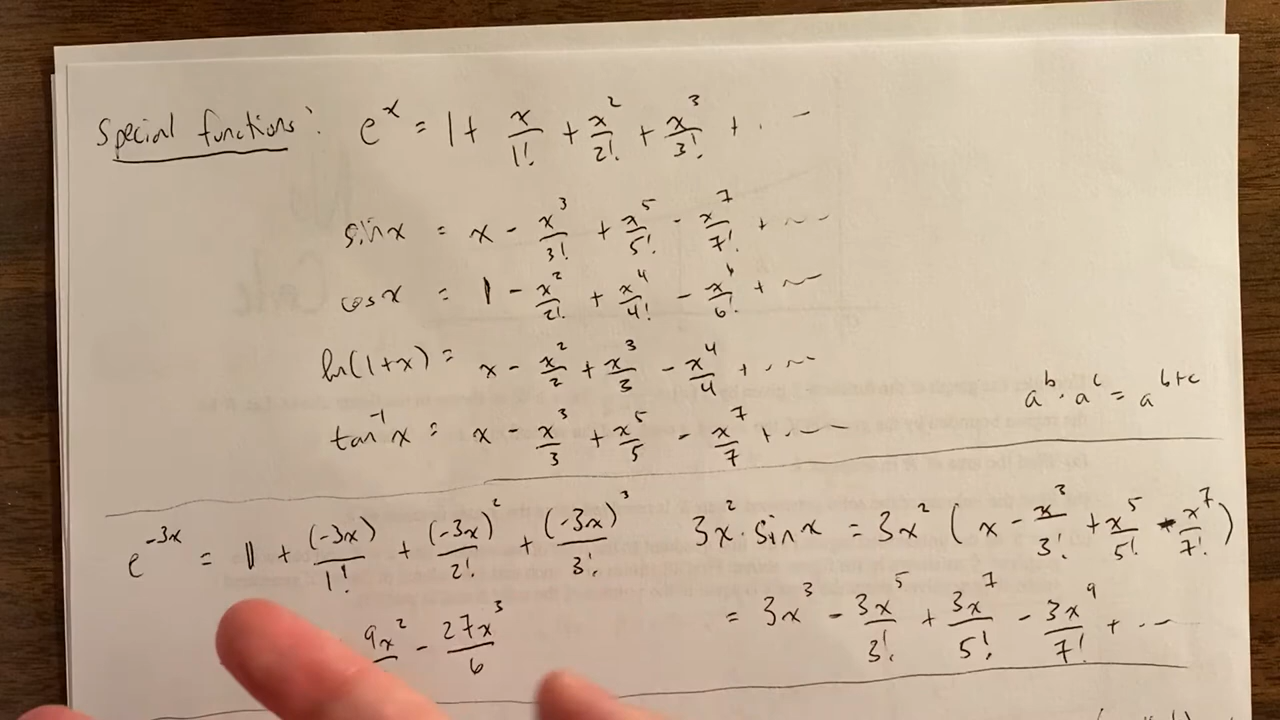 Special functions: e^x = 1 + x/1! + x^2/2! + x^3/3! + ...
sin x = x - x^3/3! + x^5/5! - x^7/7! + ...
cos x = 1 - x^2/2! + x^4/4! - x^6/6! + ...
ln(1+x) = x - x^2/2 + x^3/3 - x^4/4 + ...
a^b · a^c = a^(b+c)
tan^-1 x = x - x^3/3 + x^5/5 - x^7/7 + ...
e^-3x = 1 + (-3x)/1! + (-3x)^2/2! + (-3x)^3/3!
9x^2 - 27x^3/6
3x^2 · sin x = 3x^2 (x - x^3/3! + x^5/5! - x^7/7!)
= 3x^3 - 3x^5/3! + 3x^7/5! - 3x^9/7! + ...